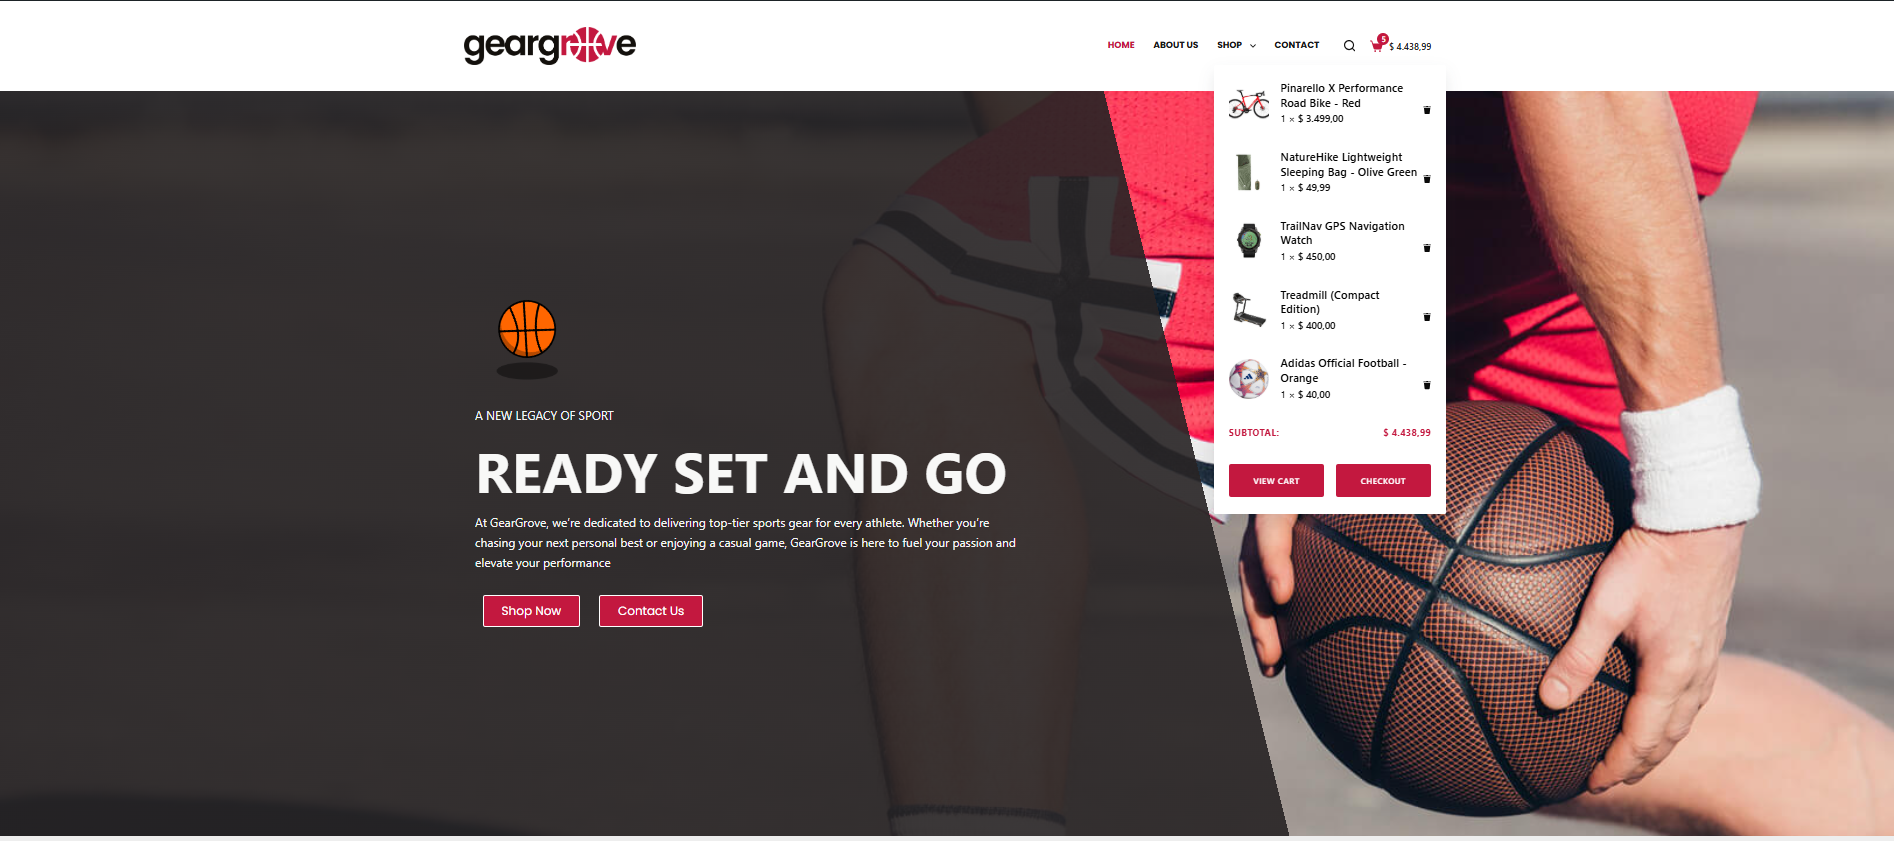 geargrove
HOME ABOUT US SHOP CONTACT 5 $ 4.438,99
Pinarello X Performance
Road Bike - Red
1 × $ 3.499,00
NatureHike Lightweight
Sleeping Bag - Olive Green
1 × $ 49,99
TrailNav GPS Navigation
Watch
1 × $ 450,00
Treadmill (Compact
Edition)
1 × $ 400,00
Adidas Official Football -
Orange
1 × $ 40,00
SUBTOTAL: $ 4.438,99
VIEW CART CHECKOUT
A NEW LEGACY OF SPORT
READY SET AND GO
At GearGrove, we’re dedicated to delivering top-tier sports gear for every athlete. Whether you’re
chasing your next personal best or enjoying a casual game, GearGrove is here to fuel your passion and
elevate your performance
Shop Now Contact Us